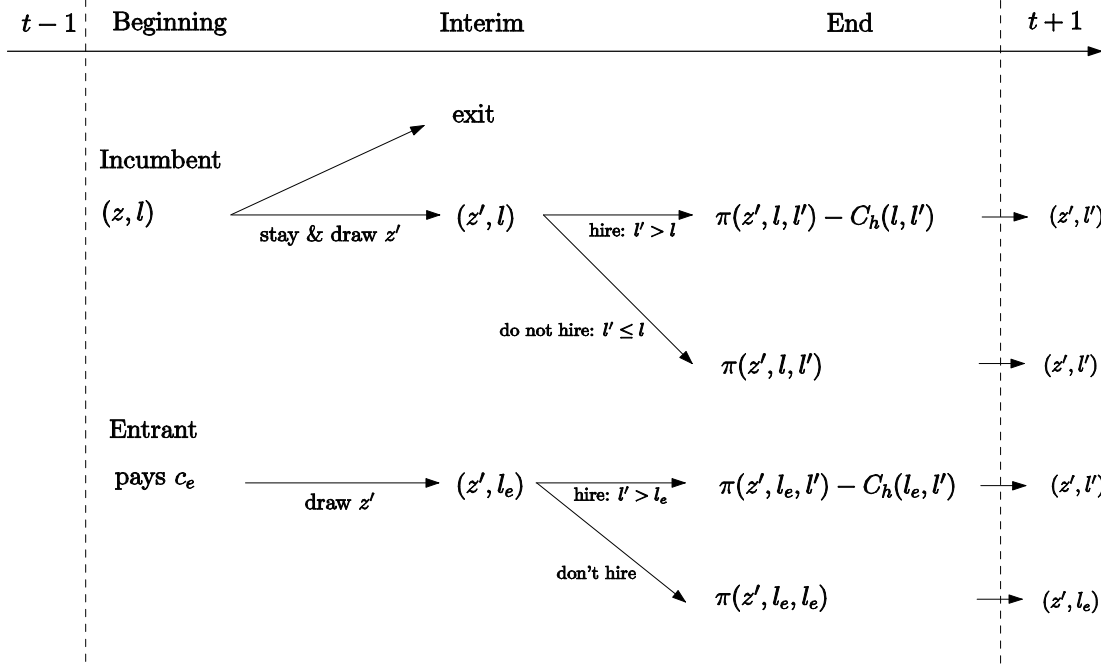 t − 1 Beginning Interim End t + 1
exit
Incumbent
(z, l) stay & draw z′ (z′, l) hire: l′ > l π(z′, l, l′) − C_h(l, l′) (z′, l′)
do not hire: l′ ≤ l
π(z′, l, l′) (z′, l′)
Entrant
pays c_e draw z′ (z′, l_e) hire: l′ > l_e π(z′, l_e, l′) − C_h(l_e, l′) (z′, l′)
don't hire
π(z′, l_e, l_e) (z′, l_e)